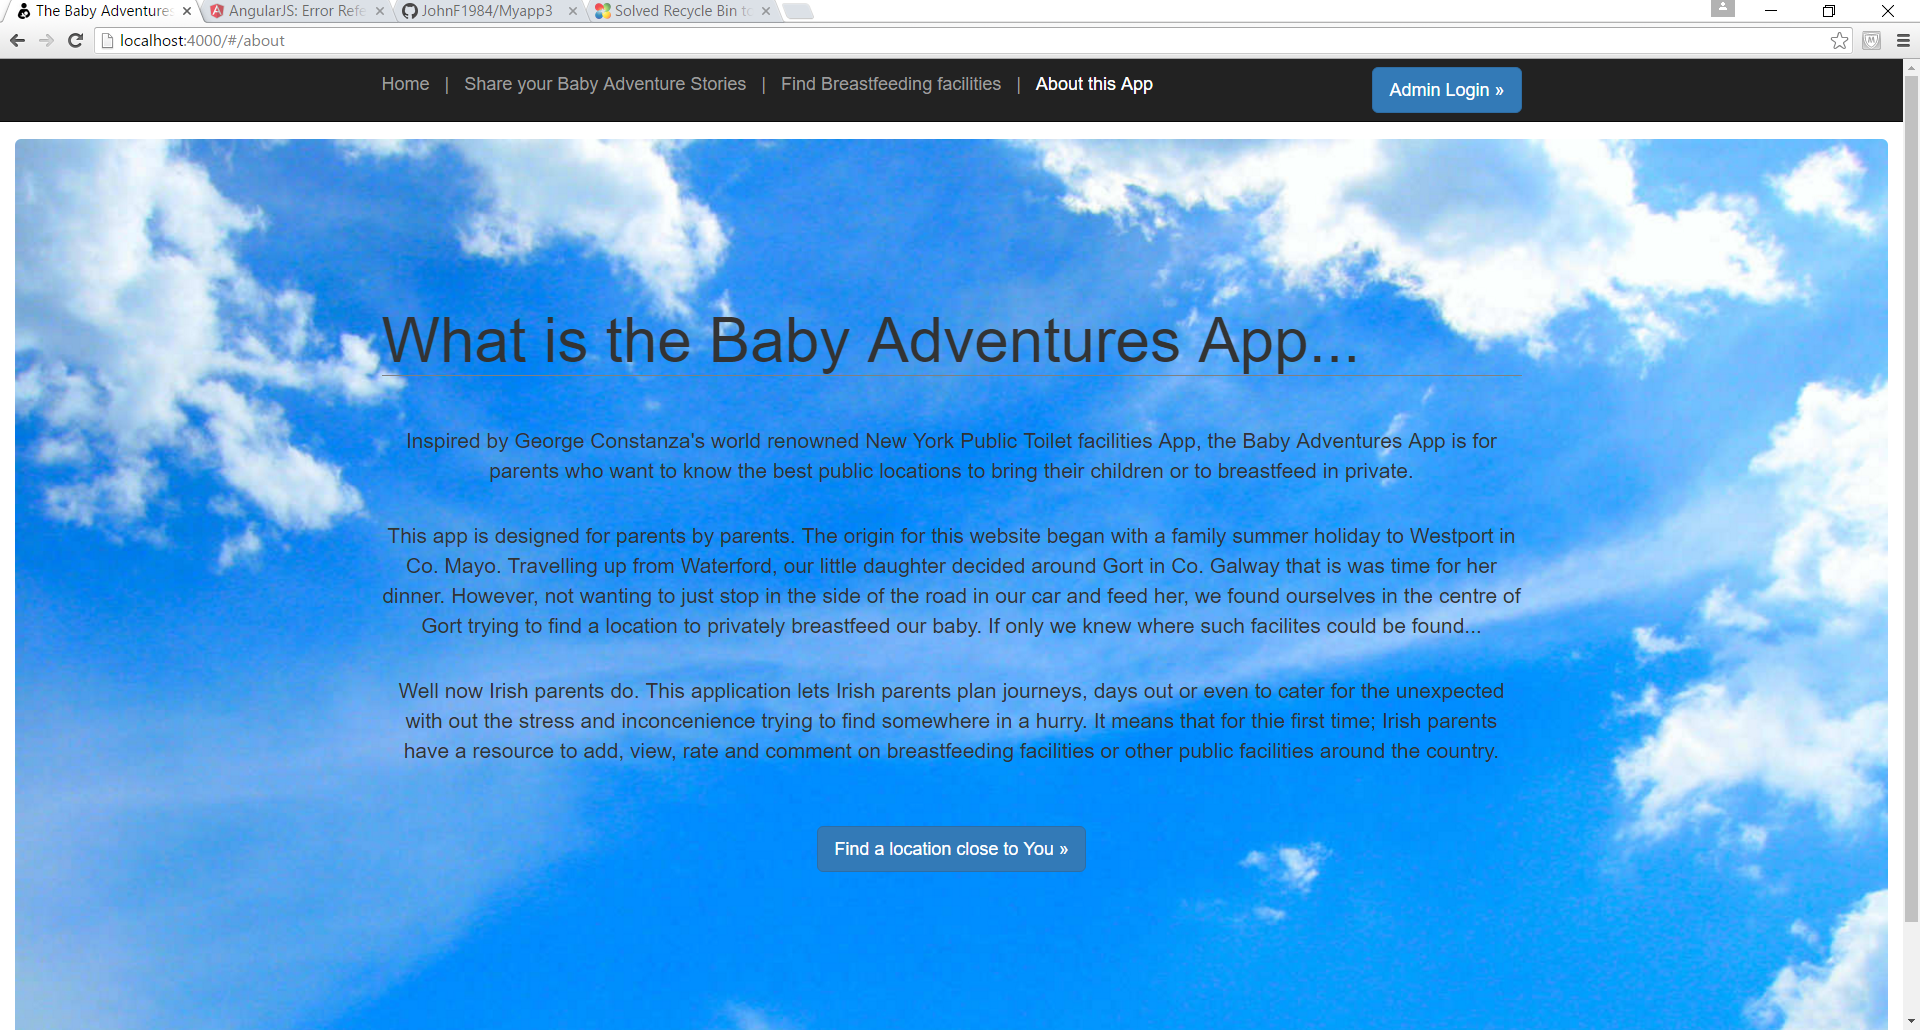 The Baby Adventures
AngularJS: Error Refe
JohnF1984/Myapp3
Solved Recycle Bin to
localhost:4000/#/about
Home | Share your Baby Adventure Stories | Find Breastfeeding facilities | About this App
Admin Login »
What is the Baby Adventures App...
Inspired by George Constanza's world renowned New York Public Toilet facilities App, the Baby Adventures App is for
parents who want to know the best public locations to bring their children or to breastfeed in private.
This app is designed for parents by parents. The origin for this website began with a family summer holiday to Westport in
Co. Mayo. Travelling up from Waterford, our little daughter decided around Gort in Co. Galway that is was time for her
dinner. However, not wanting to just stop in the side of the road in our car and feed her, we found ourselves in the centre of
Gort trying to find a location to privately breastfeed our baby. If only we knew where such facilites could be found...
Well now Irish parents do. This application lets Irish parents plan journeys, days out or even to cater for the unexpected
with out the stress and inconcenience trying to find somewhere in a hurry. It means that for thie first time; Irish parents
have a resource to add, view, rate and comment on breastfeeding facilities or other public facilities around the country.
Find a location close to You »